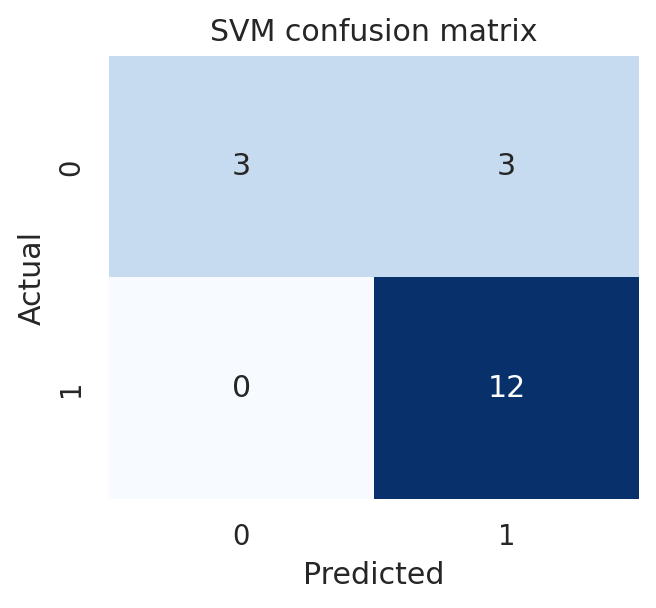 SVM confusion matrix
0
3
3
Actual
1
0
12
0
1
Predicted